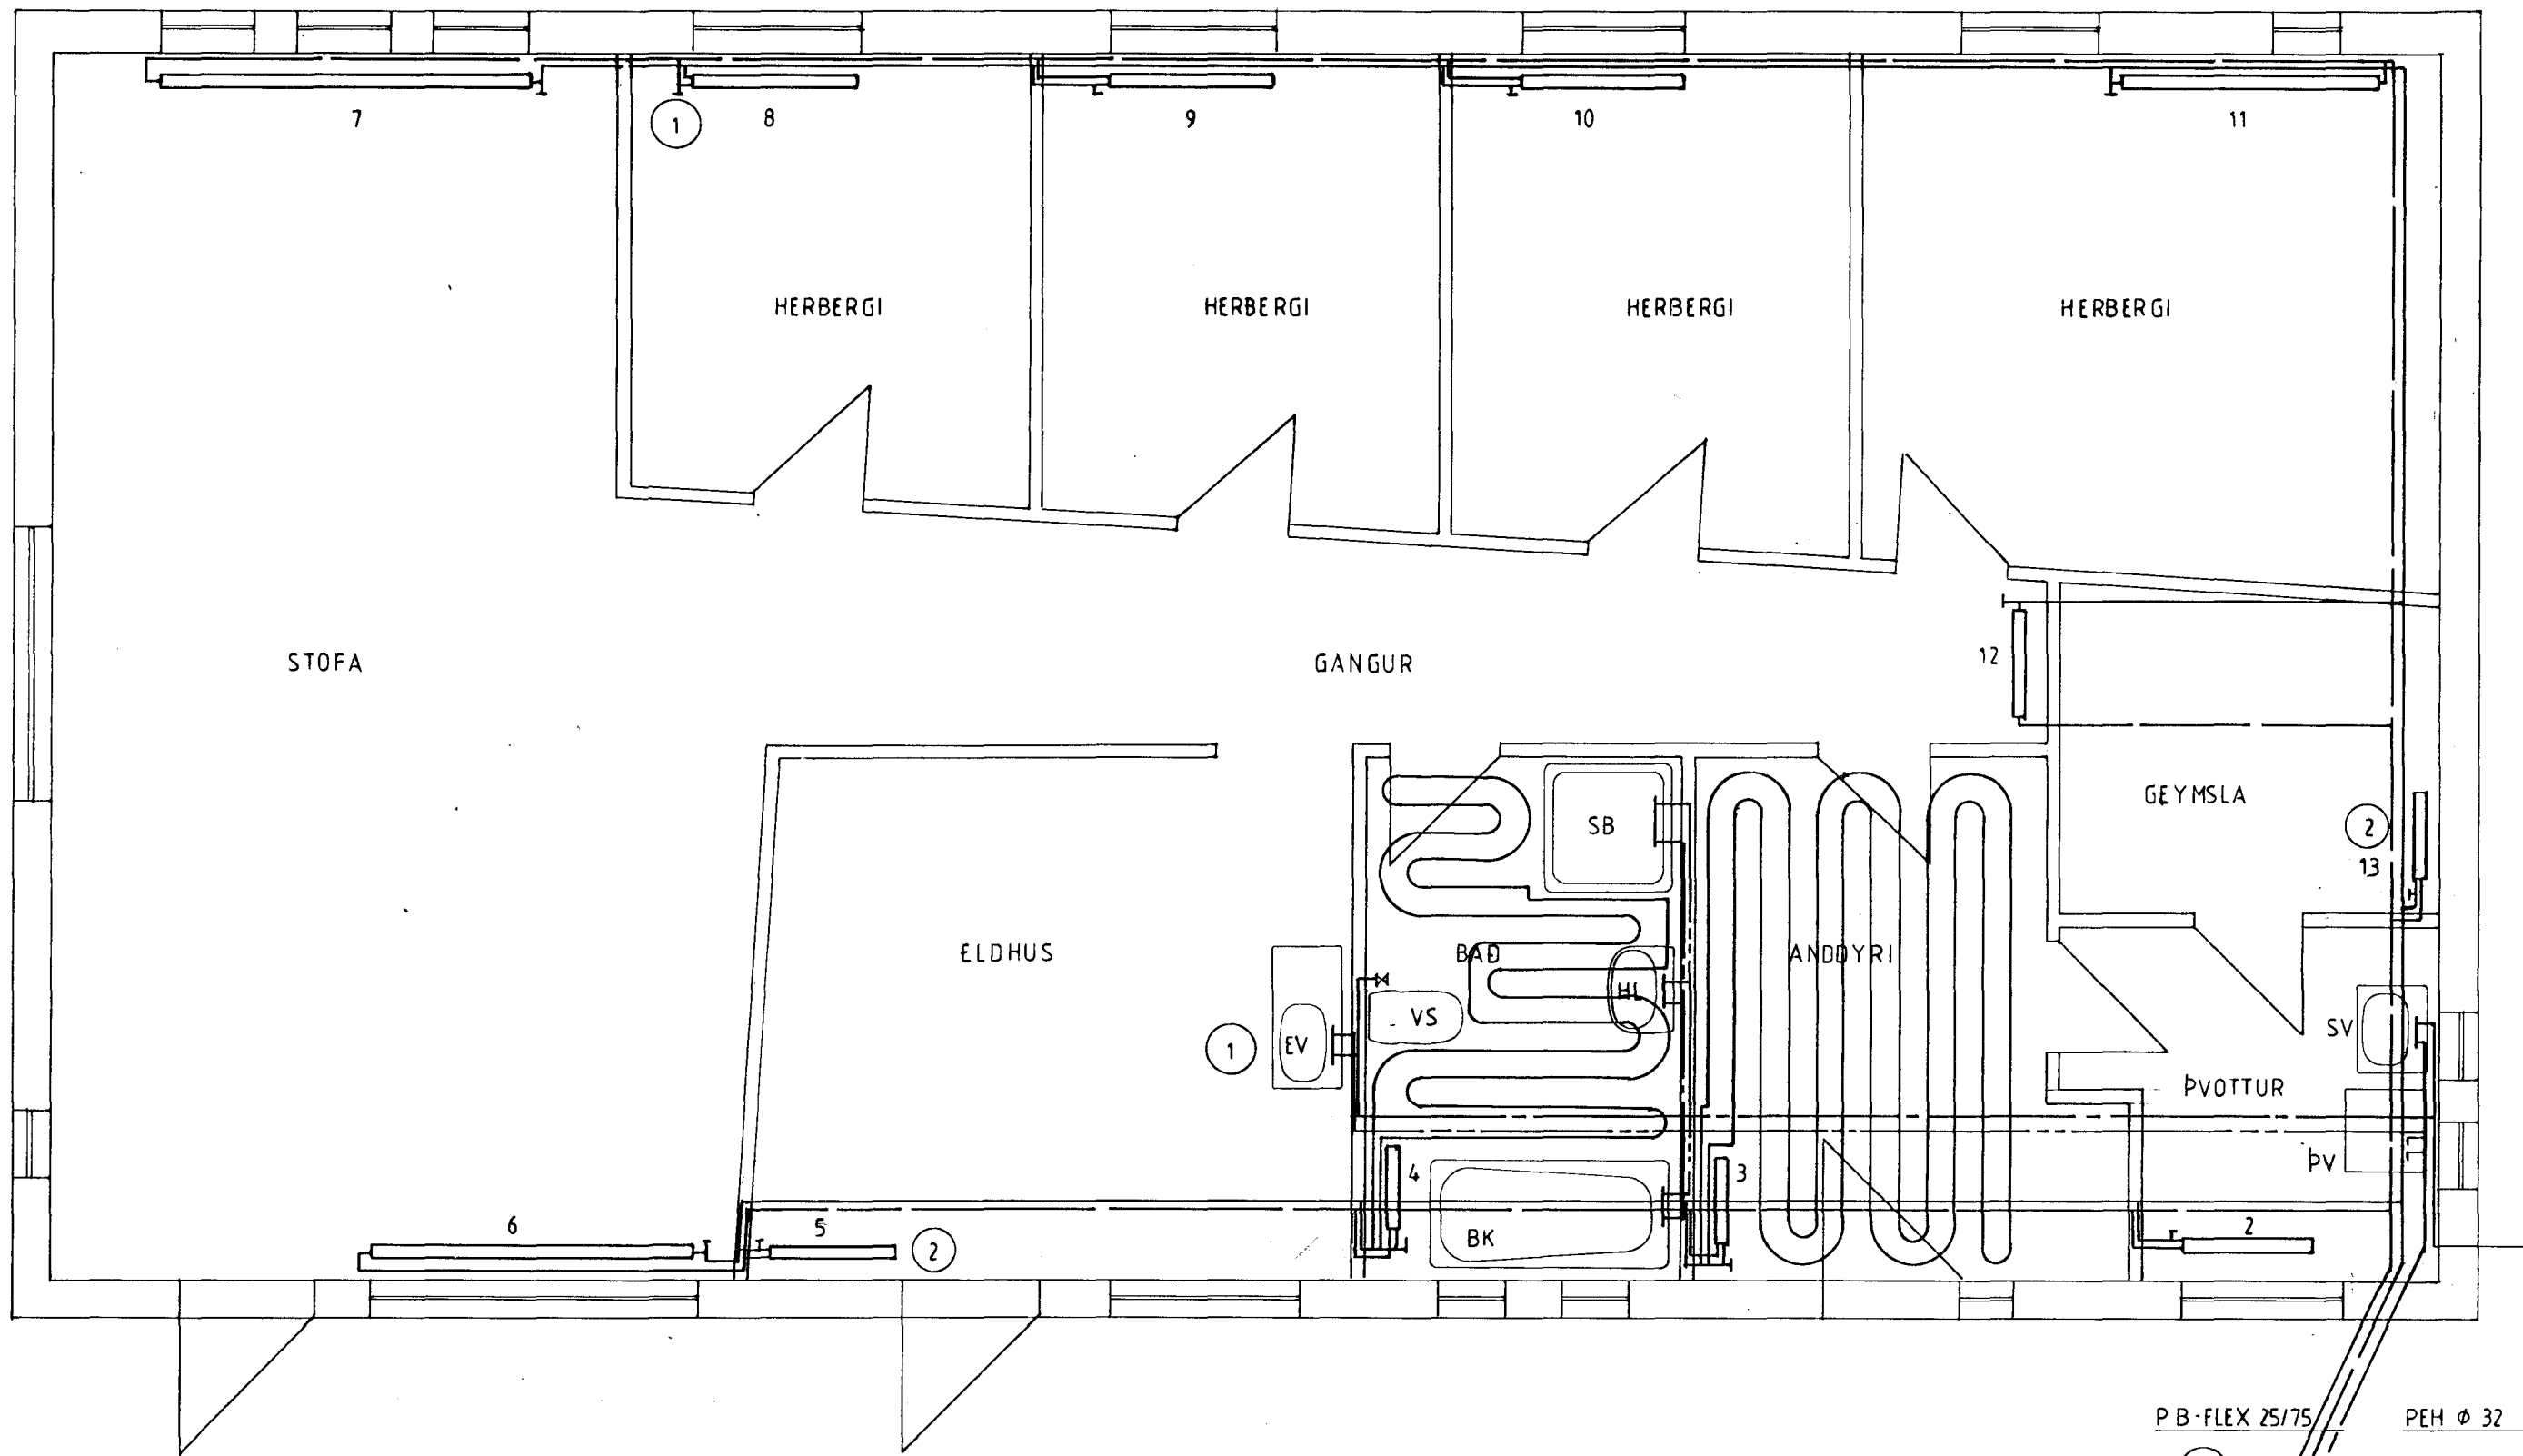 7
1
8
9
10
11
HERBERGI
HERBERGI
HERBERGI
HERBERGI
STOFA
GANGUR
12
GEYMSLA
SB
2
13
ELDHUS
BAÐ
ANDDYRI
HL
VS
EV
1
SV
ÞVOTTUR
ÞV
4
3
6
5
2
BK
2
PB-FLEX 25/75
PEH Φ 32